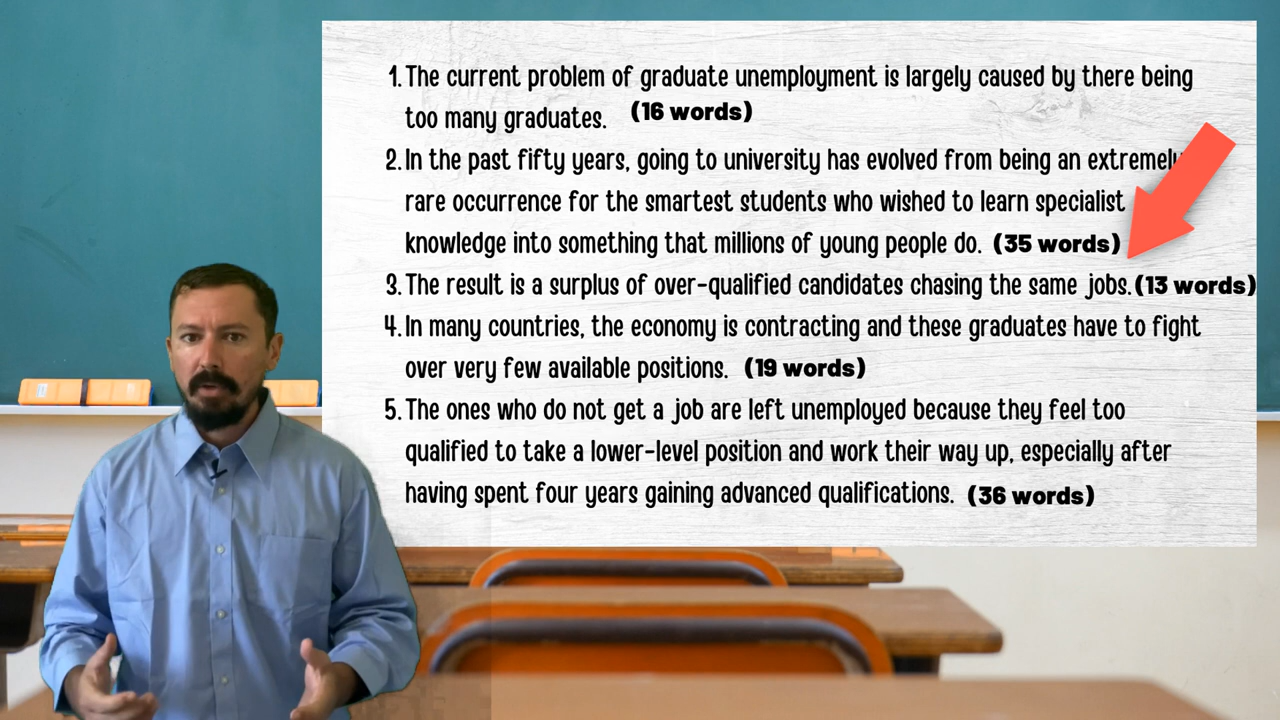 1. The current problem of graduate unemployment is largely caused by there being
too many graduates. (16 words)
2. In the past fifty years, going to university has evolved from being an extremely
rare occurrence for the smartest students who wished to learn specialist
knowledge into something that millions of young people do. (35 words)
3. The result is a surplus of over-qualified candidates chasing the same jobs. (13 words)
4. In many countries, the economy is contracting and these graduates have to fight
over very few available positions. (19 words)
5. The ones who do not get a job are left unemployed because they feel too
qualified to take a lower-level position and work their way up, especially after
having spent four years gaining advanced qualifications. (36 words)